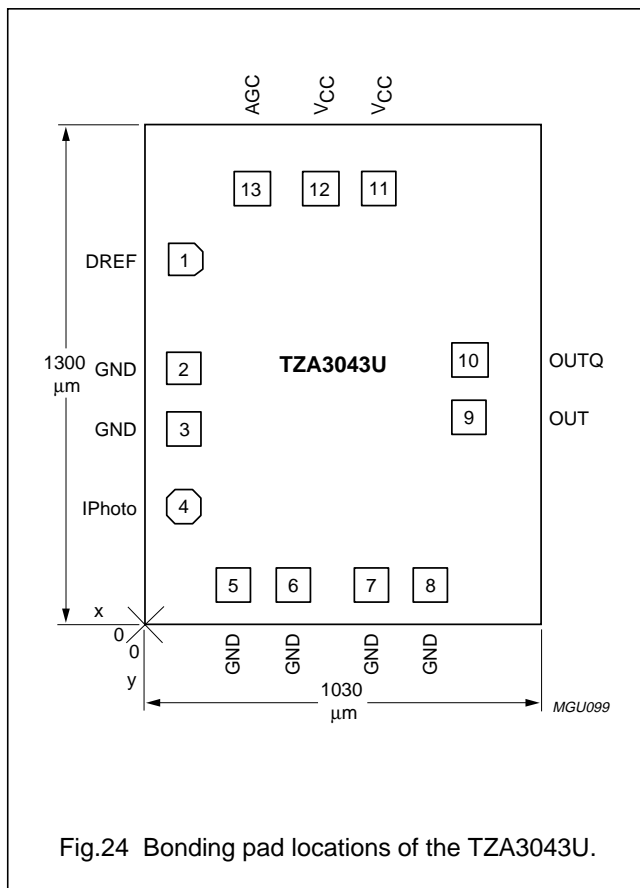 AGC VCC VCC
13 12 11
DREF 1
1300 μm
GND 2 TZA3043U 10 OUTQ
GND 3 9 OUT
IPhoto 4
5 6 7 8
x 0
0 y
GND GND GND GND
1030 μm
MGU099
Fig.24 Bonding pad locations of the TZA3043U.